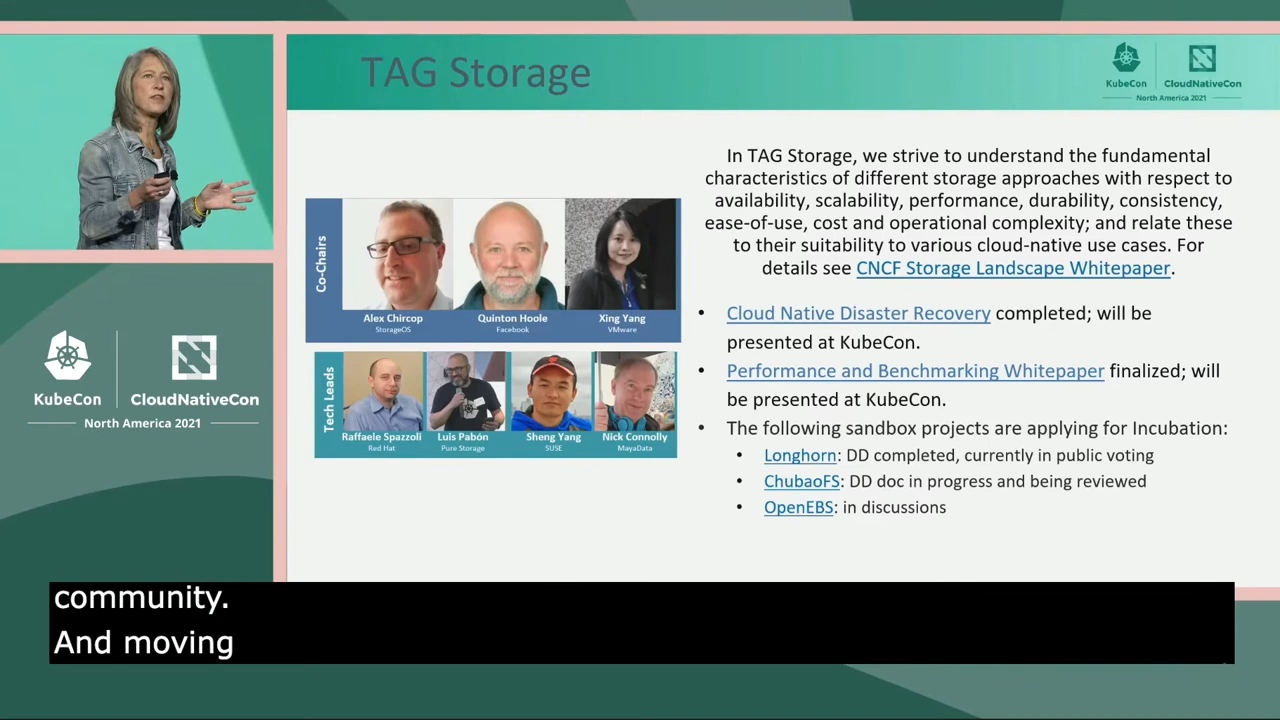 TAG Storage
KubeCon
CloudNativeCon
North America 2021
In TAG Storage, we strive to understand the fundamental
characteristics of different storage approaches with respect to
availability, scalability, performance, durability, consistency,
ease-of-use, cost and operational complexity; and relate these
to their suitability to various cloud-native use cases. For
details see CNCF Storage Landscape Whitepaper.
Co-Chairs
Alex Chircop
StorageOS
Quinton Hoole
Facebook
Xing Yang
VMware
Tech Leads
Raffaele Spazzoli
Red Hat
Luis Pabón
Pure Storage
Sheng Yang
SUSE
Nick Connolly
MayaData
• Cloud Native Disaster Recovery completed; will be
presented at KubeCon.
• Performance and Benchmarking Whitepaper finalized; will
be presented at KubeCon.
• The following sandbox projects are applying for Incubation:
• Longhorn: DD completed, currently in public voting
• ChubaoFS: DD doc in progress and being reviewed
• OpenEBS: in discussions
KubeCon
CloudNativeCon
North America 2021
community.
And moving